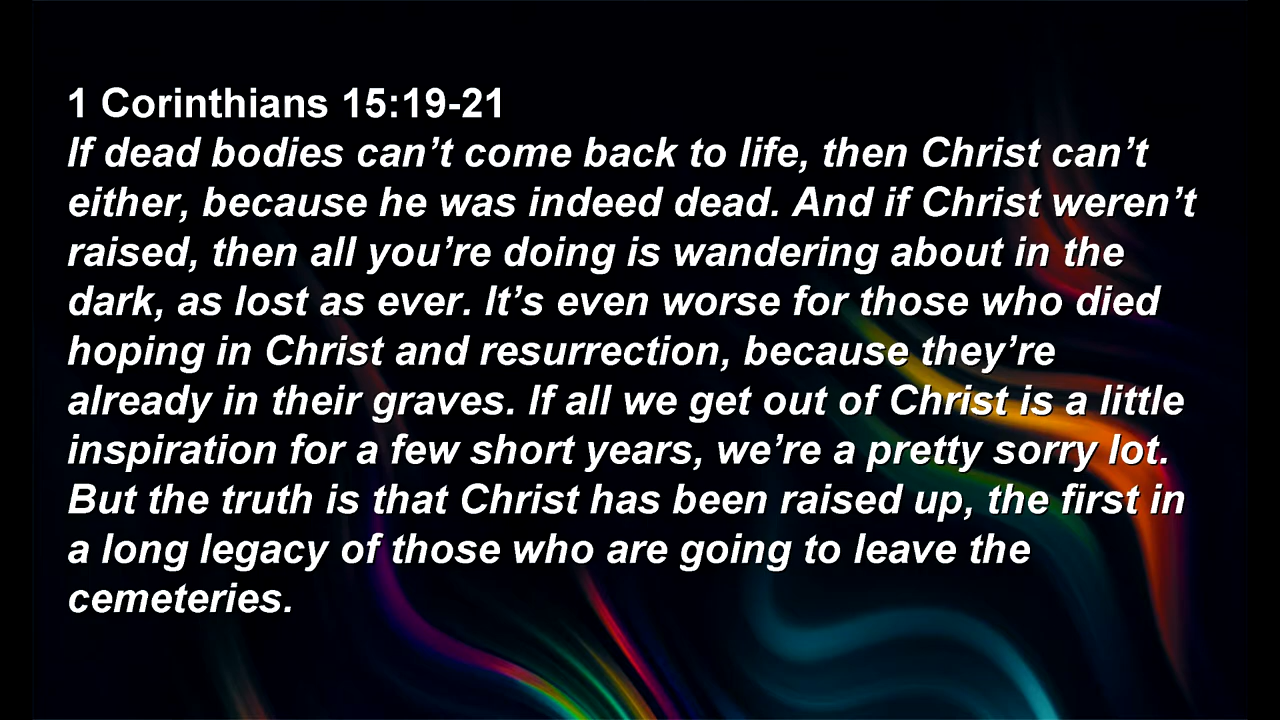 1 Corinthians 15:19-21
If dead bodies can’t come back to life, then Christ can’t
either, because he was indeed dead. And if Christ weren’t
raised, then all you’re doing is wandering about in the
dark, as lost as ever. It’s even worse for those who died
hoping in Christ and resurrection, because they’re
already in their graves. If all we get out of Christ is a little
inspiration for a few short years, we’re a pretty sorry lot.
But the truth is that Christ has been raised up, the first in
a long legacy of those who are going to leave the
cemeteries.